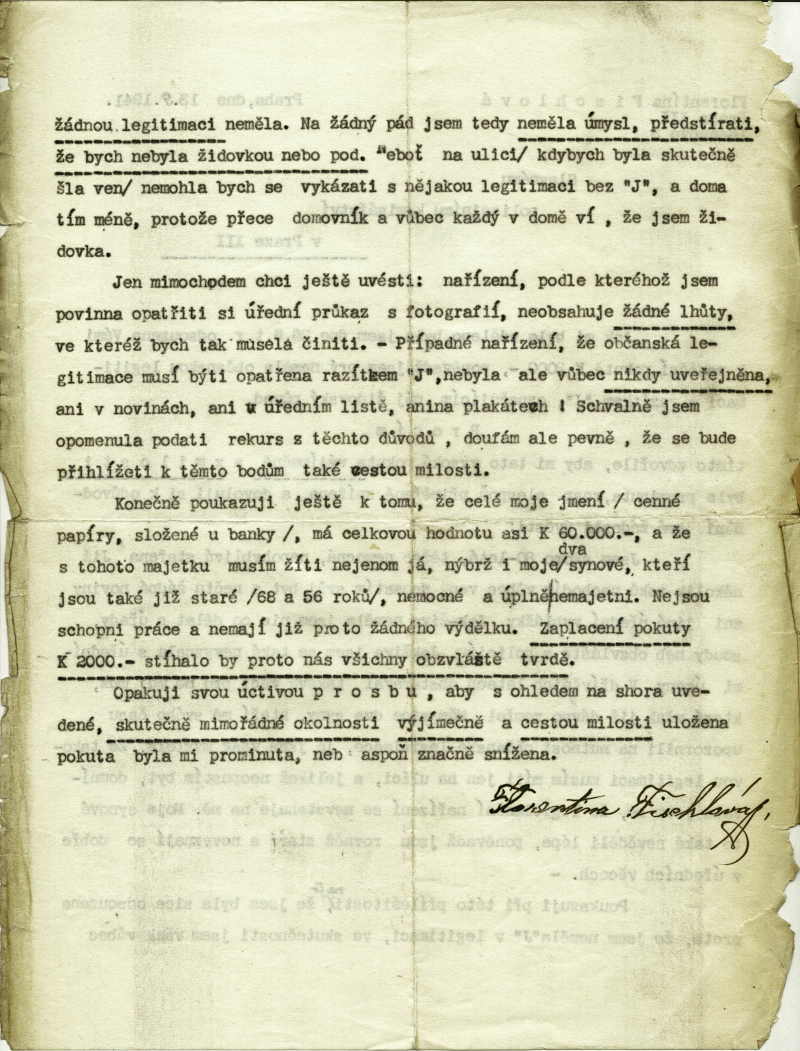 žádnou legitimaci neměla. Na žádný pád jsem tedy neměla úmysl, předstírati,
že bych nebyla židovkou nebo pod. Neboť na ulici/ kdybych byla skutečně
šla ven/ nemohla bych se vykázati s nějakou legitimaci bez "J", a doma
tím méně, protože přece domovník a vůbec každý v domě ví , že jsem ži-
dovka.
Jen mimochodem chci ještě uvésti: nařízení, podle kteréhož jsem
povinna opatřiti si úřední průkaz s fotografií, neobsahuje žádné lhůty,
ve kteréž bych tak musela činiti. - Případné nařízení, že občanská le-
gitimace musí býti opatřena razítkem "J",nebyla ale vůbec nikdy uveřejněna,
ani v novinách, ani v úředním listě, anina plakátech ! Schvalně jsem
opomenula podati rekurs z těchto důvodů , doufám ale pevně , že se bude
přihlížeti k těmto bodům také cestou milosti.
Konečně poukazuji ještě k tomu, že celé moje jmení / cenné
papíry, složené u banky /, má celkovou hodnotu asi K 60.000.-, a že
s tohoto majetku musím žíti nejenom já, nýbrž i moje/ dva synové, kteří
jsou také již staré /68 a 56 roků/, nemocné a úplně nemajetni. Nejsou
schopni práce a nemají již proto žádného výdělku. Zaplacení pokuty
K 2000.- stíhalo by proto nás všichny obzvláště tvrdě.
Opakuji svou úctivou p r o s b u , aby s ohledem na shora uve-
dené, skutečně mimořádné okolnosti výjímečně a cestou milosti uložena
pokuta byla mi prominuta, neb aspoň značně snížena.
Florentina Fischlová